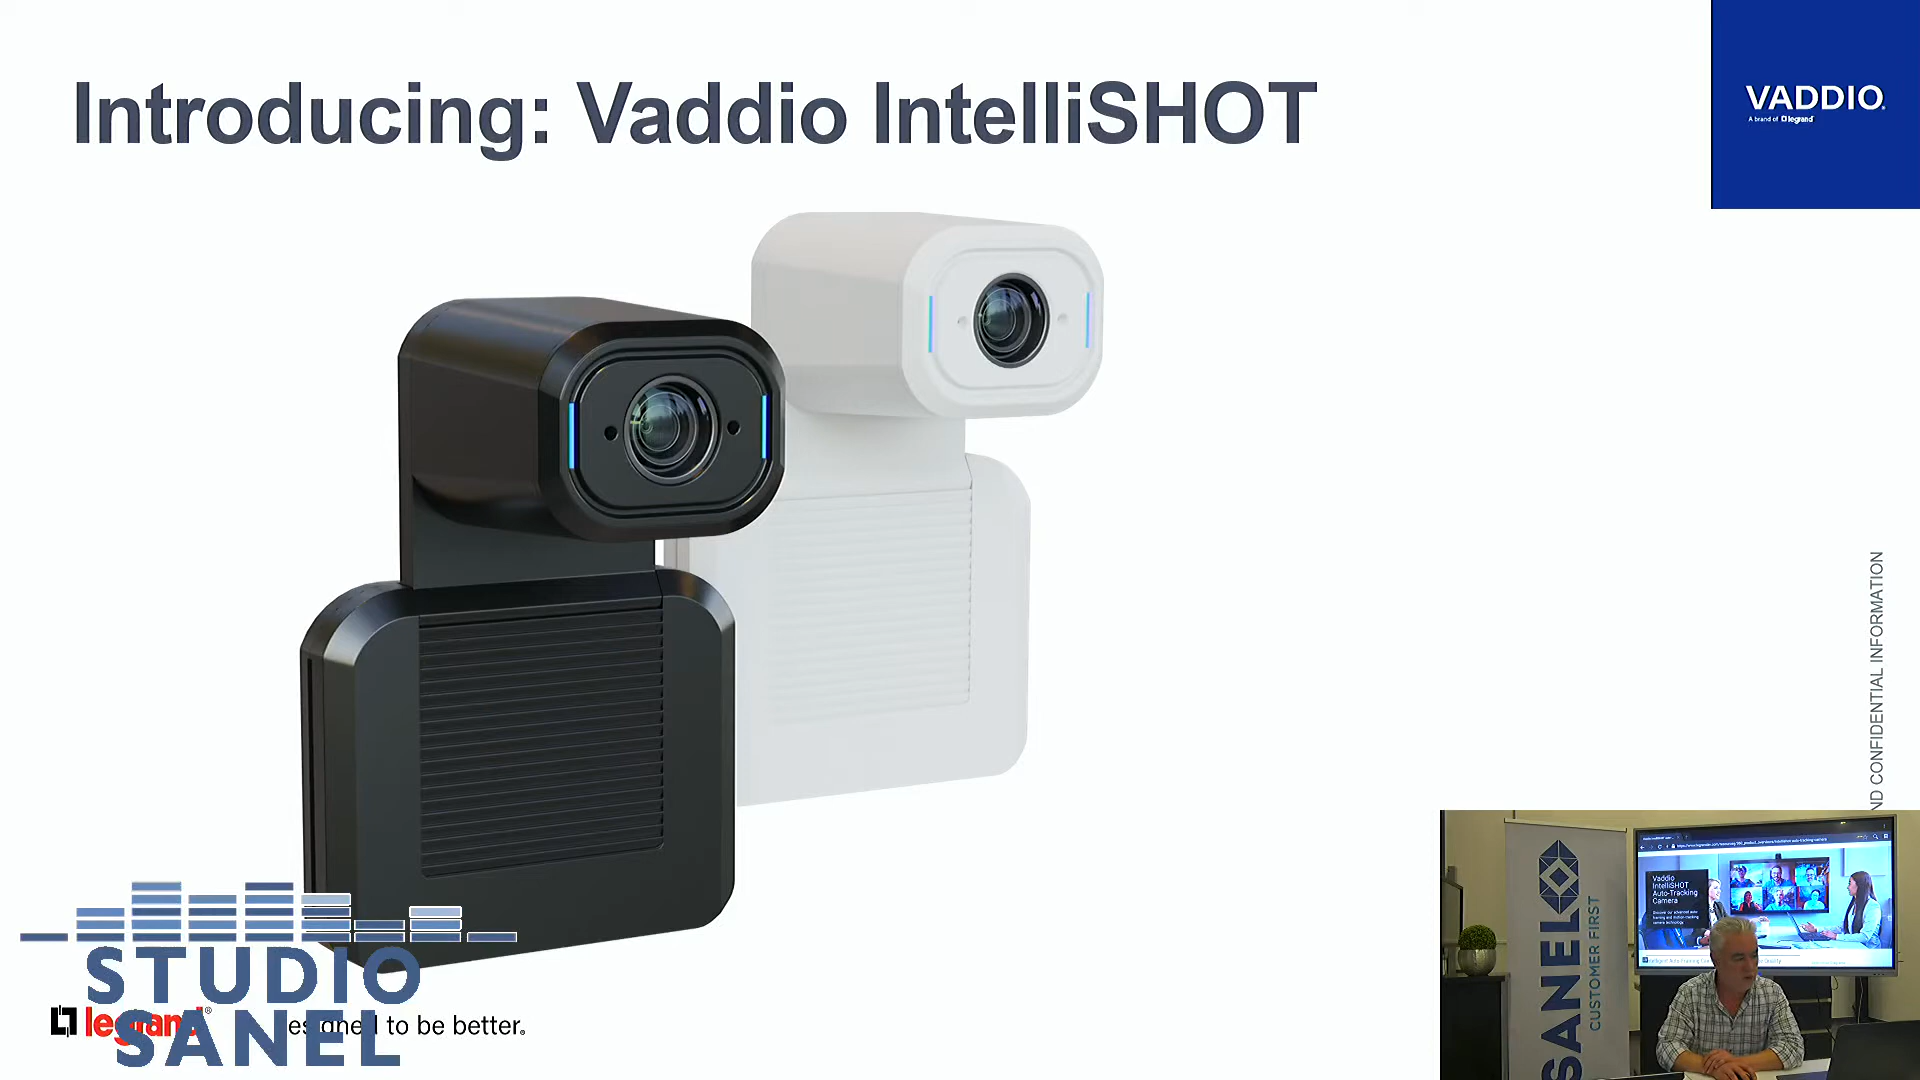 Introducing: Vaddio IntelliSHOT
VADDIO
A brand of legrand
ND CONFIDENTIAL INFORMATION
Vaddio
IntelliSHOT
Auto-Tracking
Camera
SANEL
CUSTOMER FIRST
STUDIO
SANEL
legrand®
to be better.